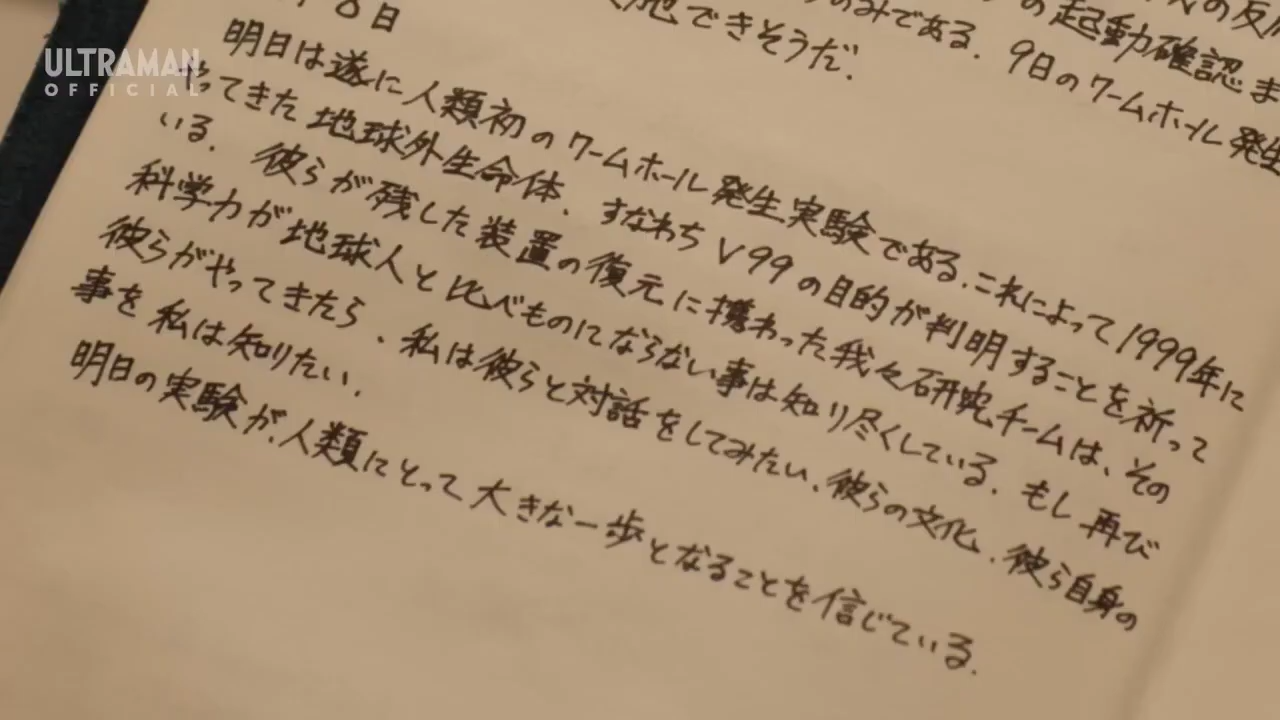 ULTRAMAN
OFFICIAL
の反
のみである. の起動確認ま
できそうだ. 9日のワームホール発生
8日
明日は遂に人類初のワームホール発生実験である. これによって1999年に
やってきた地球外生命体. すなわちV99の目的が判明することを祈って
いる. 彼らが残した装置の復元に携わった我々研究チームは、その
科学力が地球人と比べものにならない事は知り尽くしている. もし再び
彼らがやってきたら. 私は彼らと対話をしてみたい. 彼らの文化. 彼ら自身の
事を私は知りたい.
明日の実験が、人類にとって大きな一歩となることを信じている.